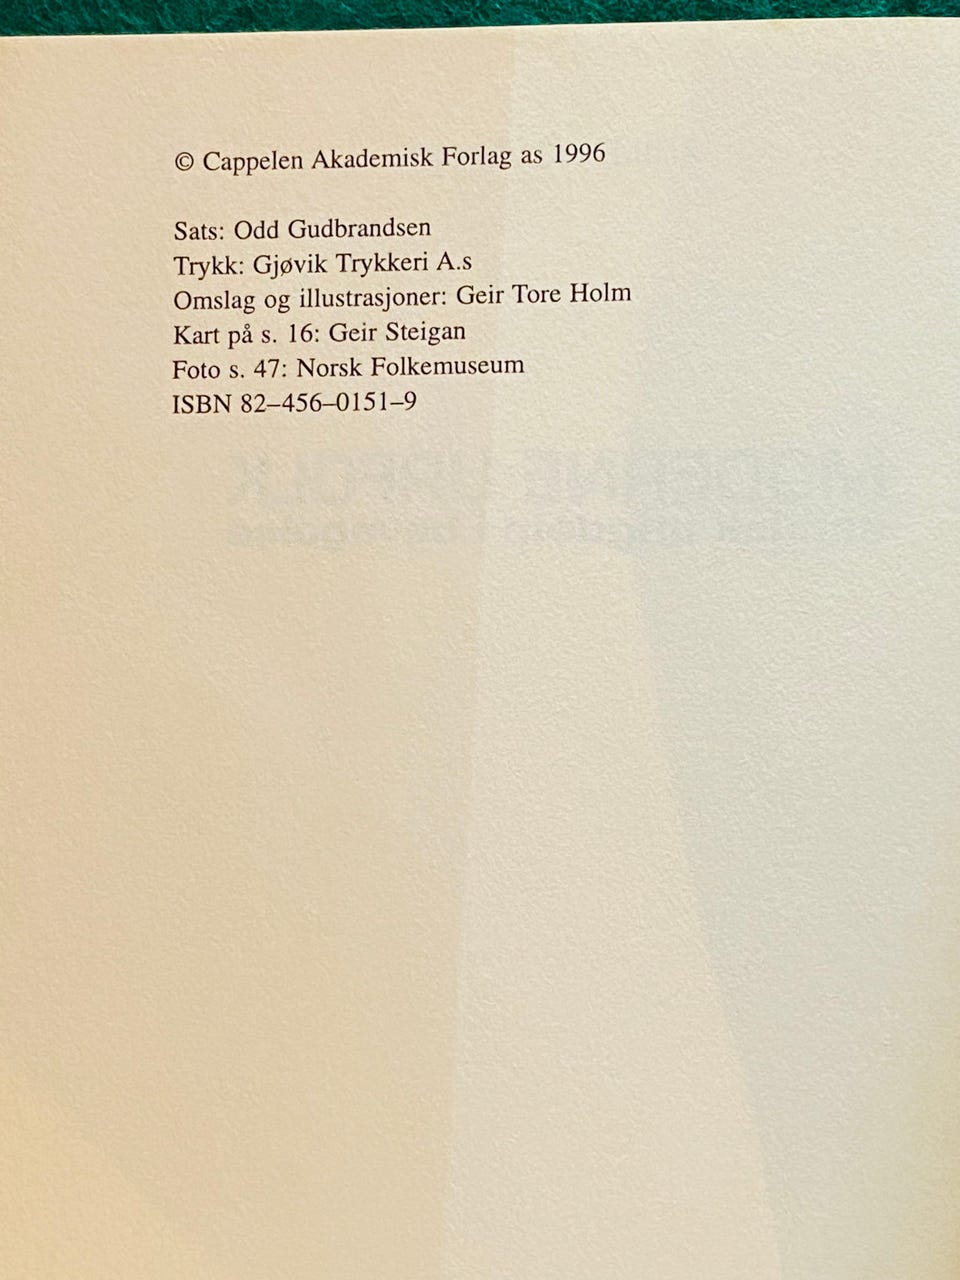 © Cappelen Akademisk Forlag as 1996
Sats: Odd Gudbrandsen
Trykk: Gjøvik Trykkeri A.s
Omslag og illustrasjoner: Geir Tore Holm
Kart på s. 16: Geir Steigan
Foto s. 47: Norsk Folkemuseum
ISBN 82–456–0151–9